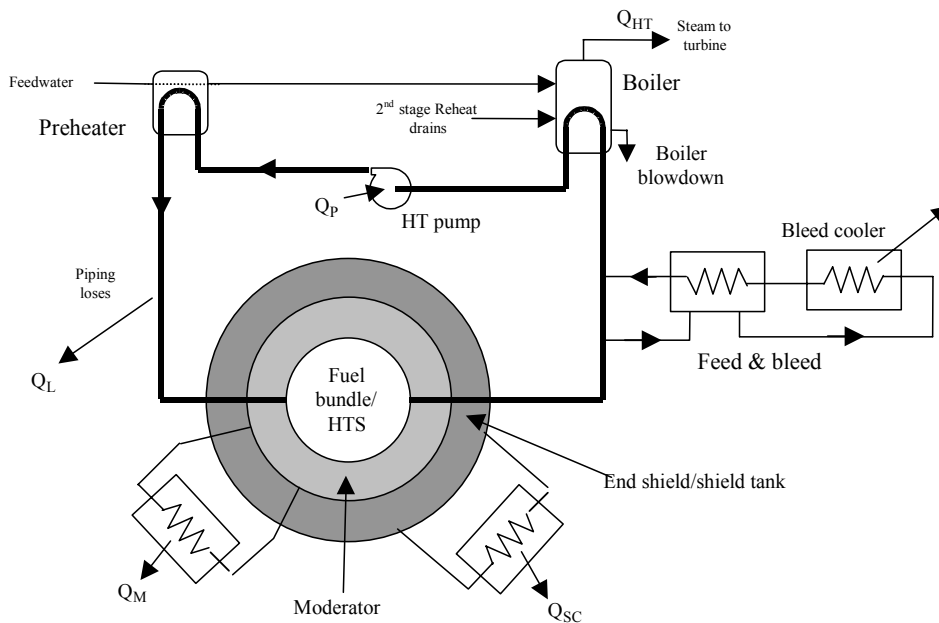 Q_HT
Steam to
turbine
Feedwater
Boiler
2nd stage Reheat
drains
Preheater
Boiler
blowdown
Q_P
HT pump
Bleed cooler
Piping
loses
Feed & bleed
Q_L
Fuel
bundle/
HTS
End shield/shield tank
Q_M
Moderator
Q_SC